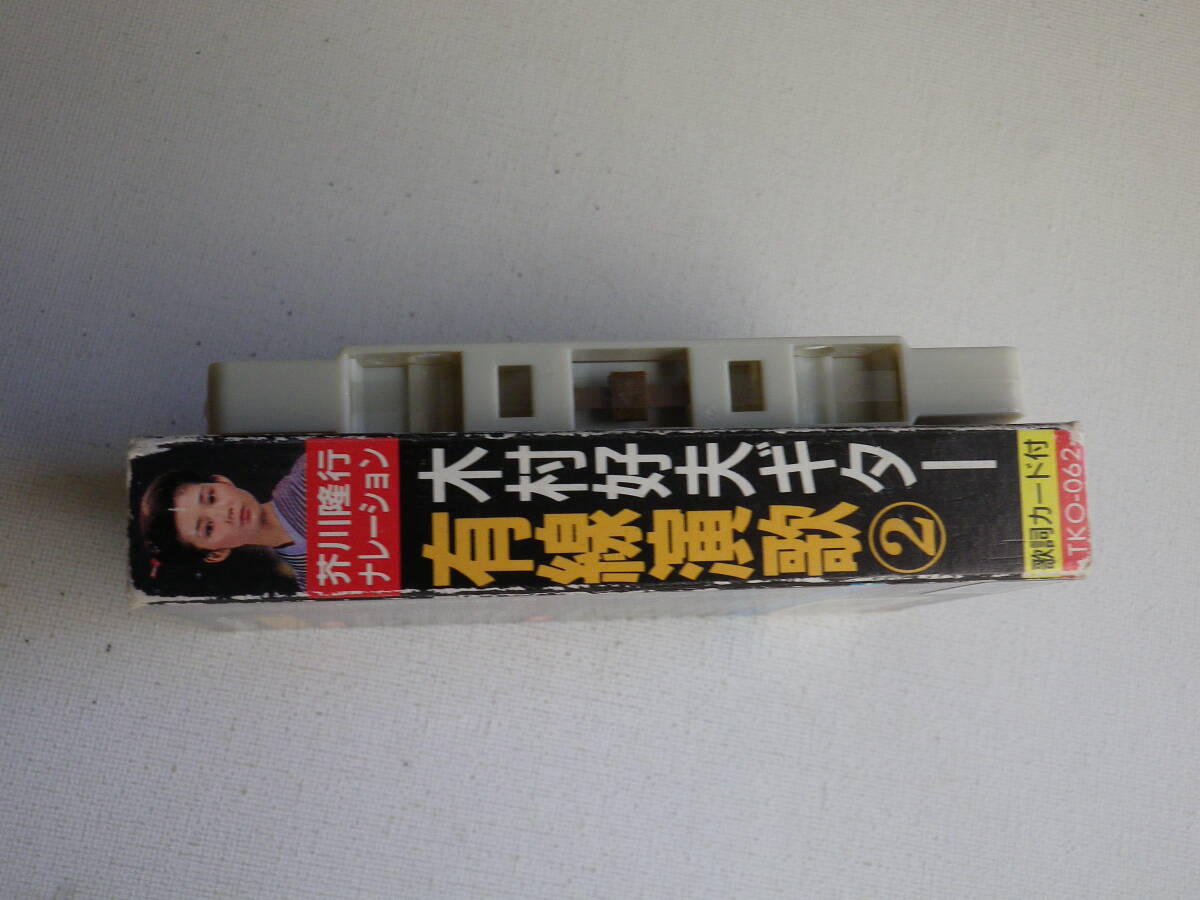 芥川隆行
ナレーション
木村好夫ギター
有線演歌②
歌詞カード付
TKO-062